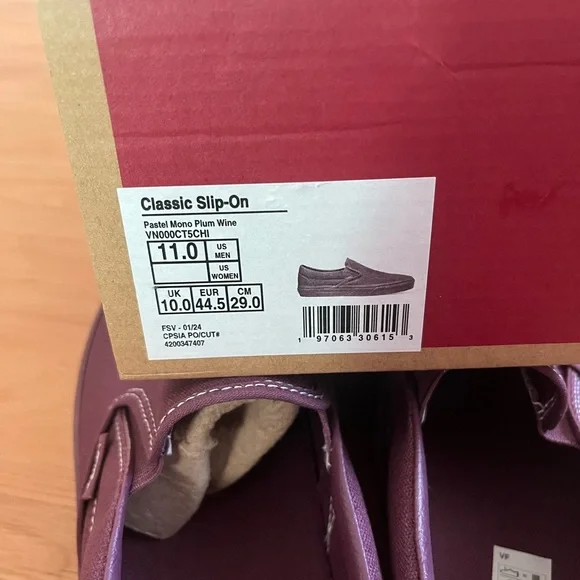 Classic Slip-On
Pastel Mono Plum Wine
VN000CT5CHI
11.0 US MEN
US WOMEN
UK EUR CM
10.0 44.5 29.0
FSV - 01/24
CPSIA PO/CUT#
4200347407
1 97063 30615 3